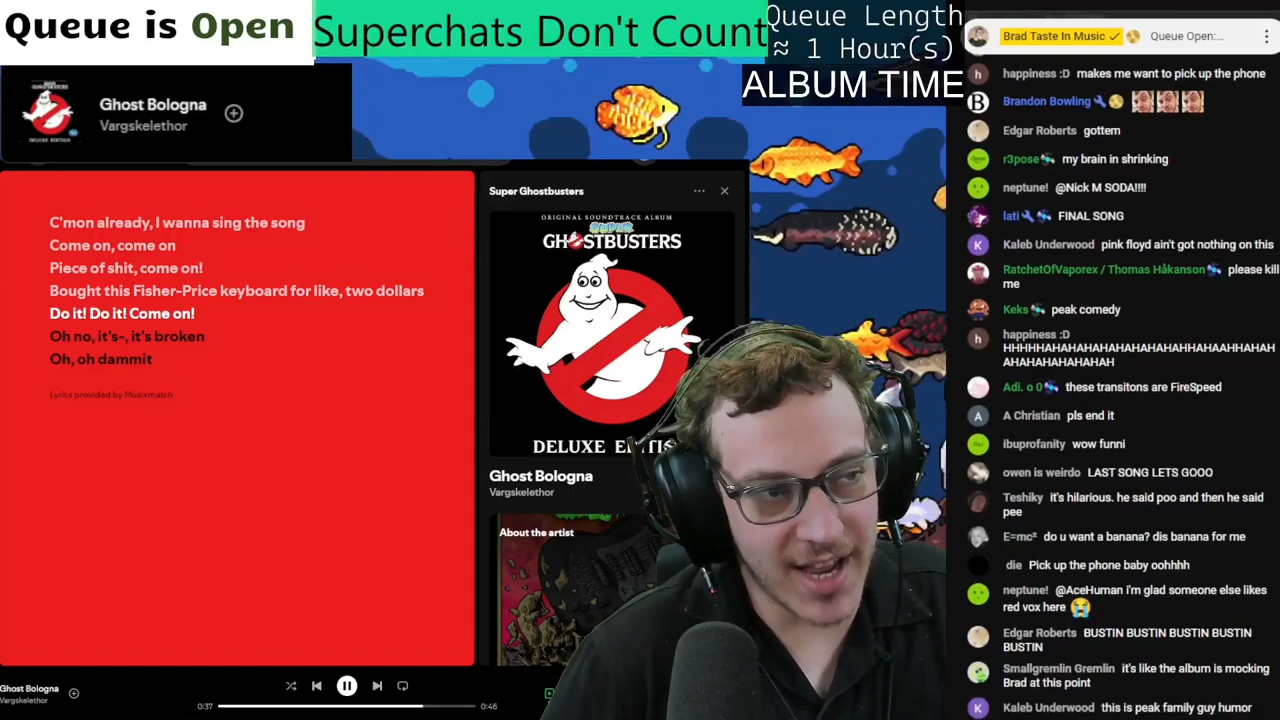 Queue is Open
Superchats Don't Count
Queue Length
≈ 1 Hour(s)
ALBUM TIME
Ghost Bologna
Vargskelethor
C'mon already, I wanna sing the song
Come on, come on
Piece of shit, come on!
Bought this Fisher-Price keyboard for like, two dollars
Do it! Do it! Come on!
Oh no, it's-, it's broken
Oh, oh dammit
Lyrics provided by Musixmatch
Super Ghostbusters
ORIGINAL SOUNDTRACK ALBUM
SUPER
GHOSTBUSTERS
DELUXE
Ghost Bologna
Vargskelethor
About the artist
Ghost Bologna
Vargskelethor
0:37
0:46
Brad Taste In Music Queue Open:...
happiness :D makes me want to pick up the phone
Brandon Bowling
Edgar Roberts gottem
r3pose my brain in shrinking
neptune! @Nick M SODA!!!!
lati FINAL SONG
Kaleb Underwood pink floyd ain't got nothing on this
RatchetOfVaporex / Thomas Håkanson please kill
me
Keks peak comedy
happiness :D
HHHHHAHAHAHAHAHAHAHAHHAHAAHHAHAH
AHAHAHAHAHAHAH
Adi. o 0 these transitons are FireSpeed
A Christian pls end it
ibuprofanity wow funni
owen is weirdo LAST SONG LETS GOOO
Teshiky it's hilarious. he said poo and then he said
pee
E=mc² do u want a banana? dis banana for me
die Pick up the phone baby oohhhh
neptune! @AceHuman i'm glad someone else likes
red vox here
Edgar Roberts BUSTIN BUSTIN BUSTIN BUSTIN
BUSTIN
Smallgremlin Gremlin it's like the album is mocking
Brad at this point
Kaleb Underwood this is peak family guy humor